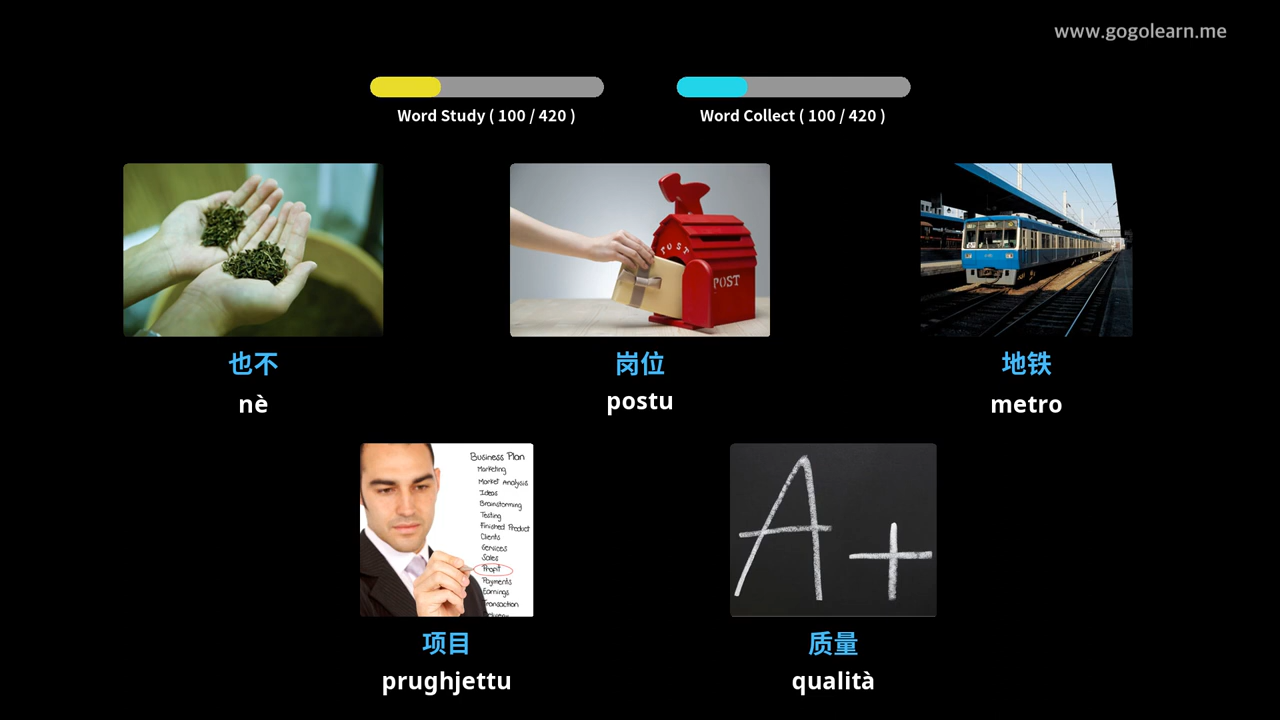 www.gogolearn.me
Word Study ( 100 / 420 )
Word Collect ( 100 / 420 )
POST
POST
也不
nè
岗位
postu
地铁
metro
Business Plan
Marketing
Market Analysis
Ideas
Brainstorming
Testing
Finished Product
Clients
Services
Sales
Profit
Payments
Earnings
Transaction
A+
项目
prughjettu
质量
qualità